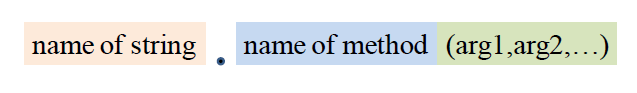 name of string . name of method (arg1,arg2,…)